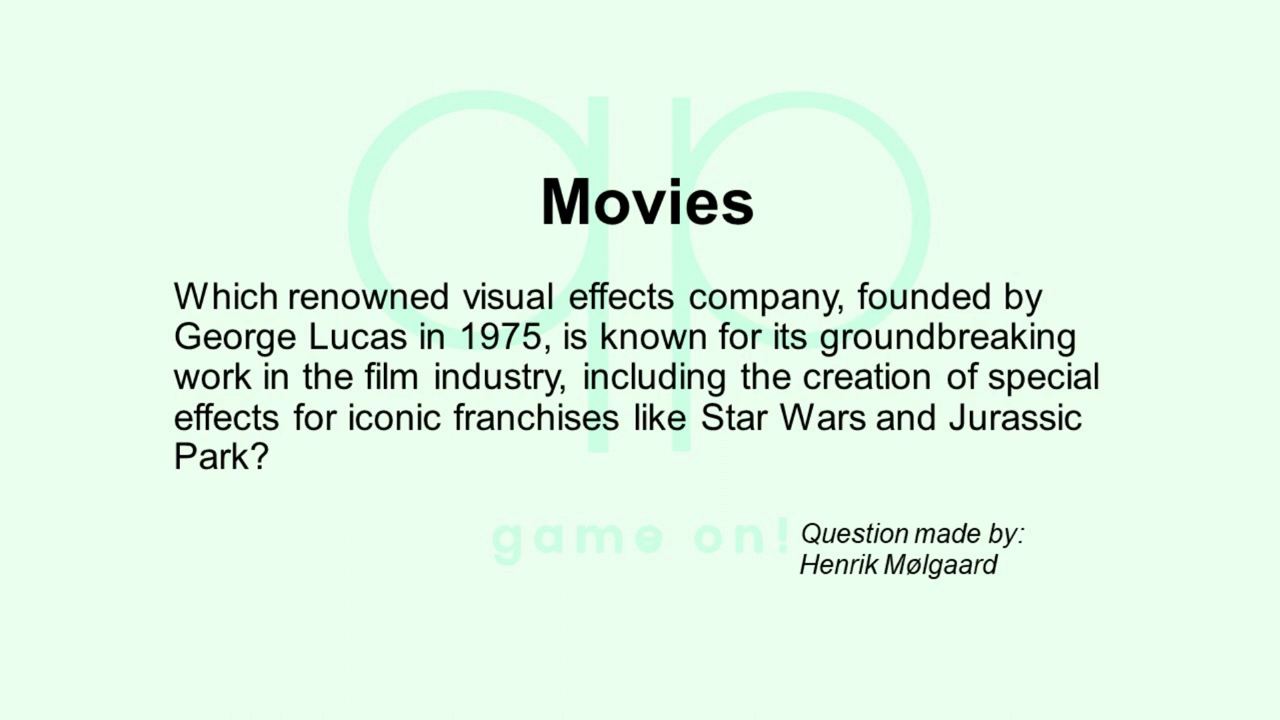 Movies
Which renowned visual effects company, founded by
George Lucas in 1975, is known for its groundbreaking
work in the film industry, including the creation of special
effects for iconic franchises like Star Wars and Jurassic
Park?
game on!
Question made by:
Henrik Mølgaard